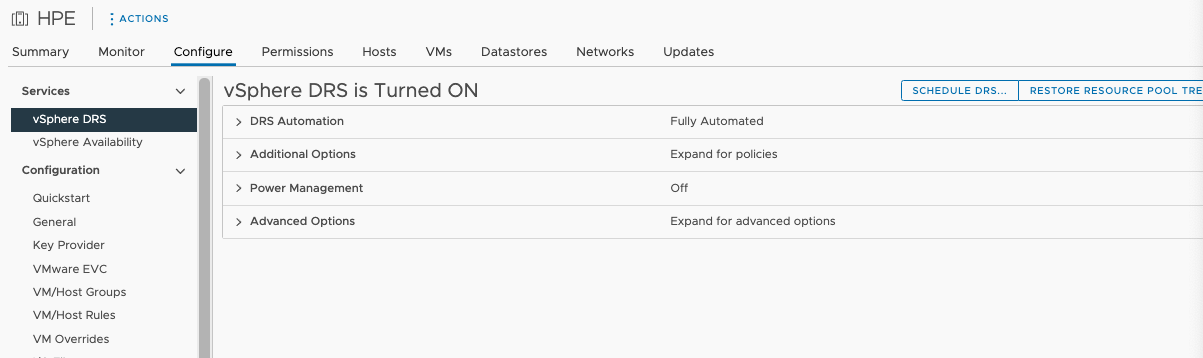 HPE
ACTIONS
Summary Monitor Configure Permissions Hosts VMs Datastores Networks Updates
Services
vSphere DRS
vSphere Availability
Configuration
Quickstart
General
Key Provider
VMware EVC
VM/Host Groups
VM/Host Rules
VM Overrides
vSphere DRS is Turned ON
SCHEDULE DRS...
RESTORE RESOURCE POOL TRE
DRS Automation Fully Automated
Additional Options Expand for policies
Power Management Off
Advanced Options Expand for advanced options